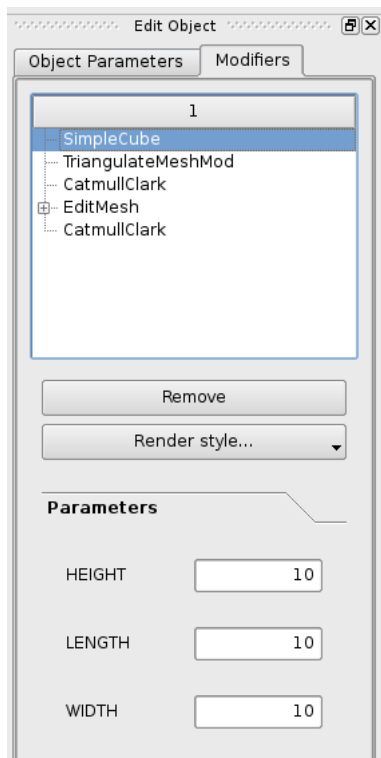 Edit Object
Object Parameters Modifiers
1
SimpleCube
TriangulateMeshMod
CatmullClark
EditMesh
CatmullClark
Remove
Render style...
Parameters
HEIGHT 10
LENGTH 10
WIDTH 10